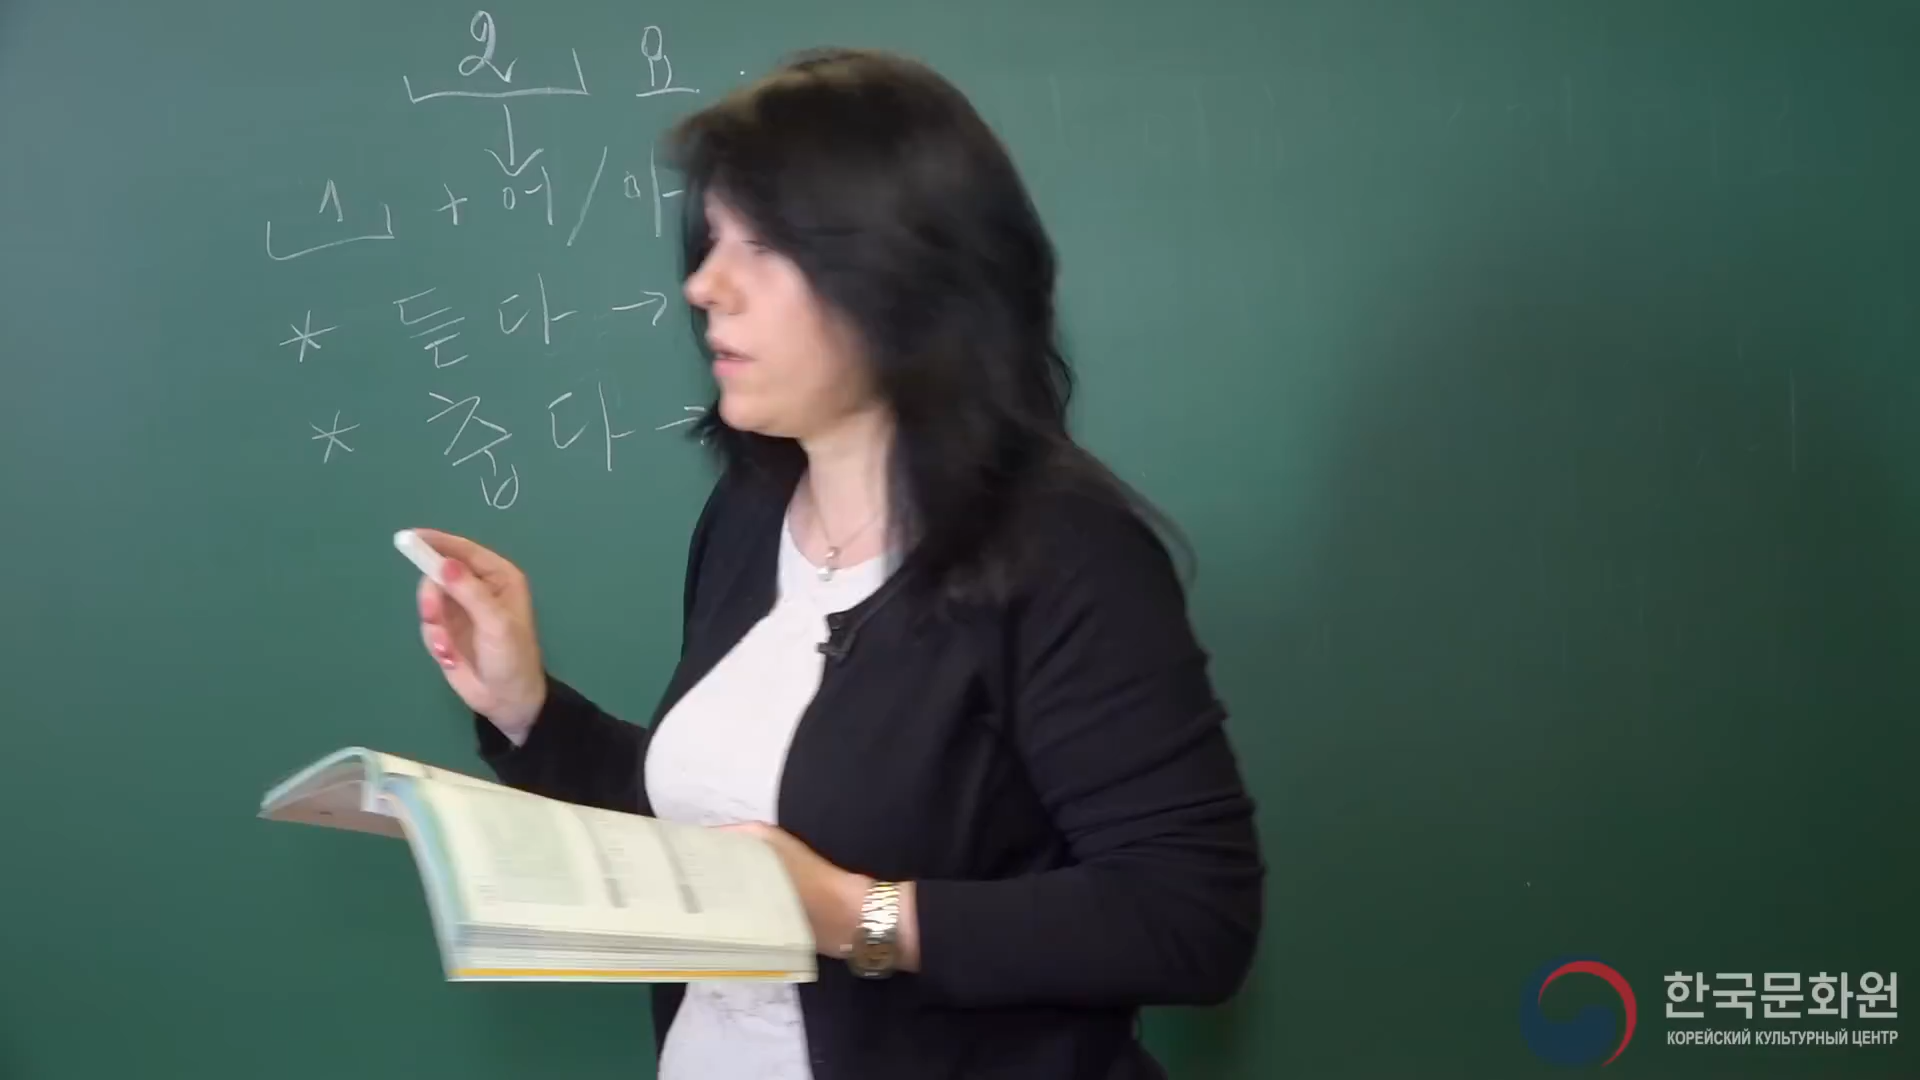 2 요
1 + 어/아
* 듣다 →
* 춥다 →
한국문화원
КОРЕЙСКИЙ КУЛЬТУРНЫЙ ЦЕНТР